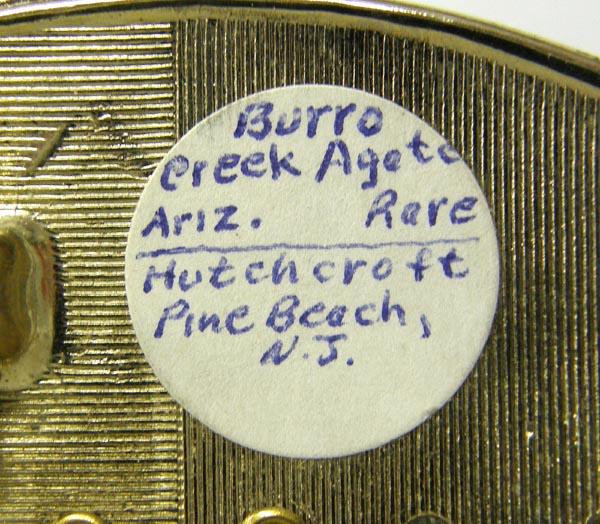 Burro
Creek Agate
Ariz. Rare
Hutchcroft
Pine Beach,
N.J.